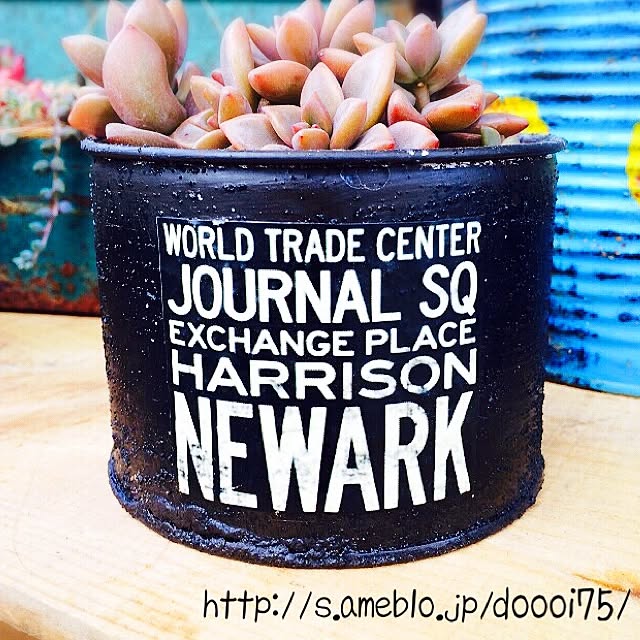 WORLD TRADE CENTER
JOURNAL SQ
EXCHANGE PLACE
HARRISON
NEWARK
http://s.ameblo.jp/doooi75/